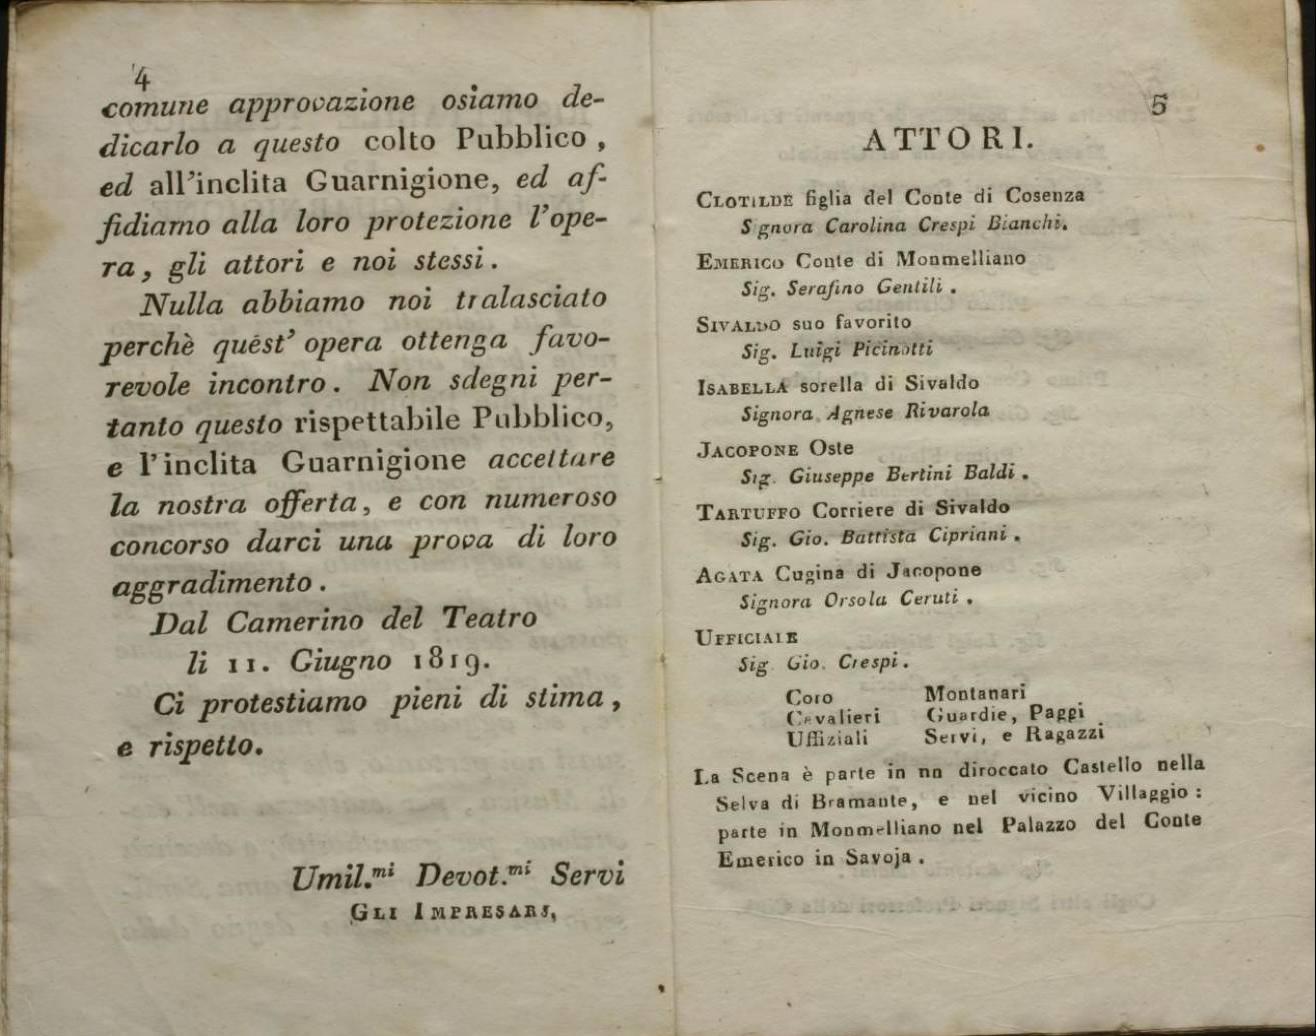 4
comune approvazione osiamo de-
dicarlo a questo colto Pubblico ,
ed all'inclita Guarnigione, ed af-
fidiamo alla loro protezione l'ope-
ra, gli attori e noi stessi .
Nulla abbiamo noi tralasciato
perchè quést' opera ottenga favo-
revole incontro . Non sdegni per-
tanto questo rispettabile Pubblico,
e l'inclita Guarnigione accettare
la nostra offerta, e con numeroso
concorso darci una prova di loro
aggradimento .
Dal Camerino del Teatro
li 11. Giugno 1819.
Ci protestiamo pieni di stima ,
e rispetto.
Umil.mi Devot.mi Servi
GLI IMPRESARJ,
5
ATTORI.
CLOTILDE figlia del Conte di Cosenza
Signora Carolina Crespi Bianchi.
EMERICO Conte di Monmelliano
Sig. Serafino Gentili .
SIVALDO suo favorito
Sig. Luigi Picinotti
ISABELLA sorella di Sivaldo
Signora Agnese Rivarola
JACOPONE Oste
Sig. Giuseppe Bertini Baldi .
TARTUFFO Corriere di Sivaldo
Sig. Gio. Battista Cipriani .
AGATA Cugina di Jacopone
Signora Orsola Ceruti .
UFFICIALE
Sig Gio. Crespi .
Coro Montanari
Cavalieri Guardie, Paggi
Uffiziali Servi, e Ragazzi
La Scena è parte in un diroccato Castello nella
Selva di Bramante, e nel vicino Villaggio :
parte in Monmelliano nel Palazzo del Conte
Emerico in Savoja .